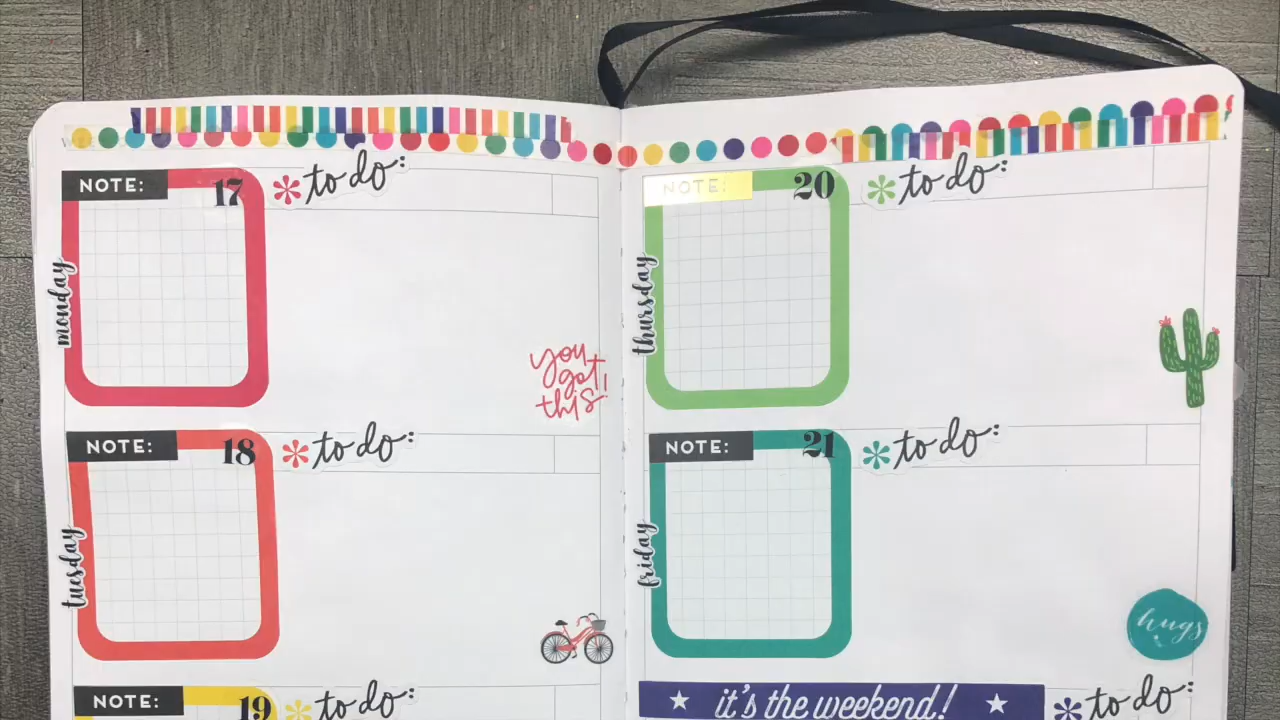 NOTE: 17 *to do:
monday
you
got
this!
NOTE: 18 *to do:
tuesday
NOTE: 19 *to do:
NOTE: 20 *to do:
thursday
NOTE: 21 *to do:
friday
hugs
it's the weekend! *to do: